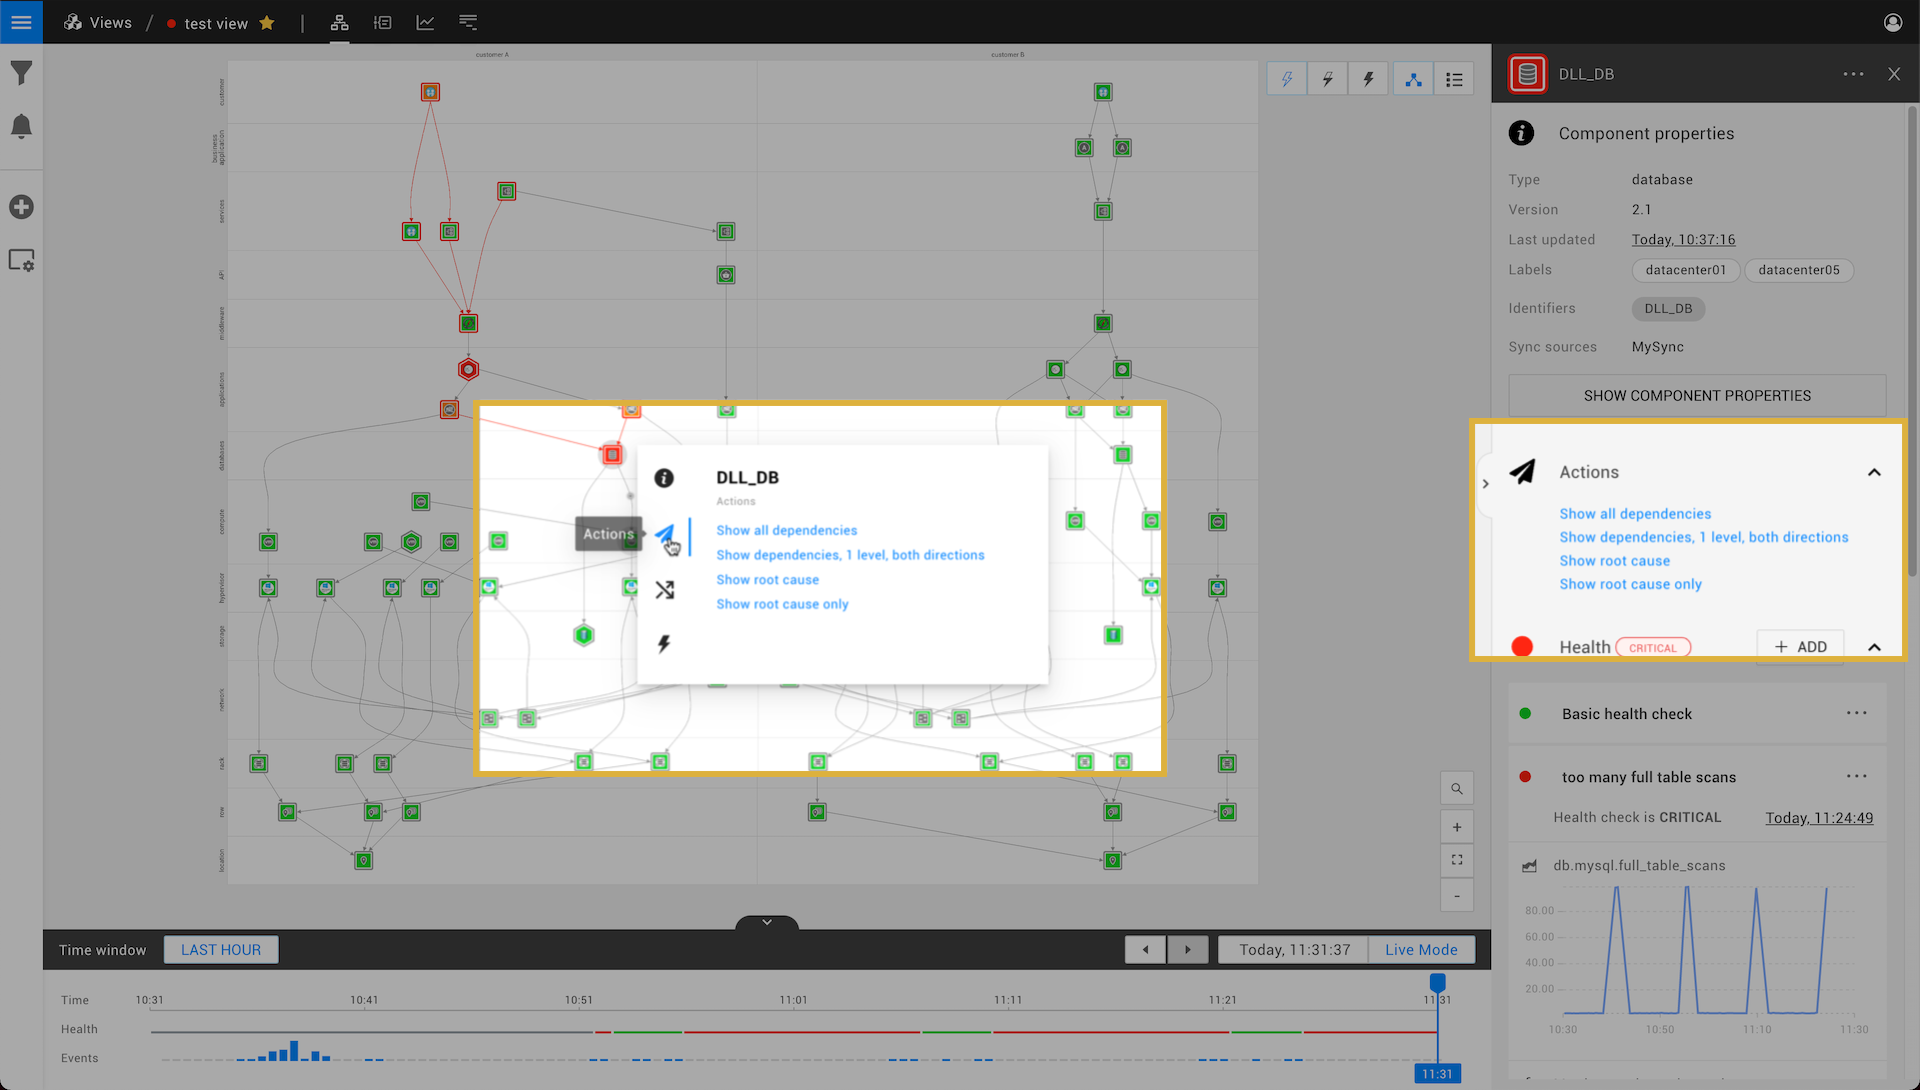 Views / test view
customer A
customer B
customer
business application
services
API
middleware
applications
databases
compute
hypervisor
storage
network
rack
row
location
DLL_DB
Actions
Actions
Show all dependencies
Show dependencies, 1 level, both directions
Show root cause
Show root cause only
DLL_DB
Component properties
Type database
Version 2.1
Last updated Today, 10:37:16
Labels datacenter01 datacenter05
Identifiers DLL_DB
Sync sources MySync
SHOW COMPONENT PROPERTIES
Actions
Show all dependencies
Show dependencies, 1 level, both directions
Show root cause
Show root cause only
Health CRITICAL + ADD
Basic health check
too many full table scans
Health check is CRITICAL Today, 11:24:49
db.mysql.full_table_scans
80.00
60.00
40.00
20.00
10:30 10:50 11:10 11:30
Time window LAST HOUR Today, 11:31:37 Live Mode
Time 10:31 10:41 10:51 11:01 11:11 11:21 11:31
Health
Events
11:31